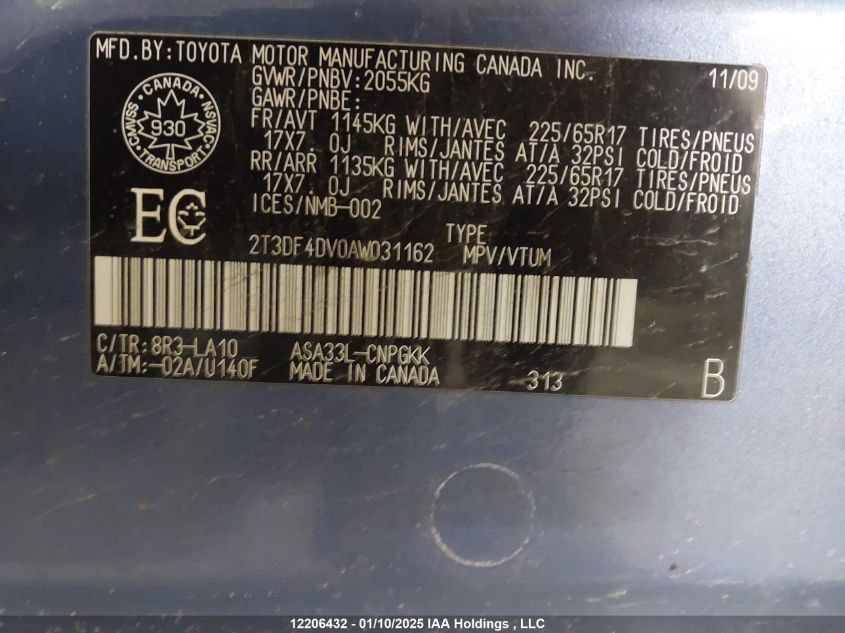 MFD.BY:TOYOTA MOTOR MANUFACTURING CANADA INC. 11/09
GVWR/PNBV:2055KG
GAWR/PNBE:
FR/AVT 1145KG WITH/AVEC 225/65R17 TIRES/PNEUS
17X7. 0J RIMS/JANTES AT/A 32PSI COLD/FROID
RR/ARR 1135KG WITH/AVEC 225/65R17 TIRES/PNEUS
17X7. 0J RIMS/JANTES AT/A 32PSI COLD/FROID
ICES/NMB-002
CANADA
CMVSS 930 NSVAC
TRANSPORT
EC
TYPE
2T3DF4DV0AW031162 MPV/VTUM
C/TR:8R3-LA10 ASA33L-CNPGKK
A/TM:-02A/U140F MADE IN CANADA 313 B
12206432 - 01/10/2025 IAA Holdings , LLC